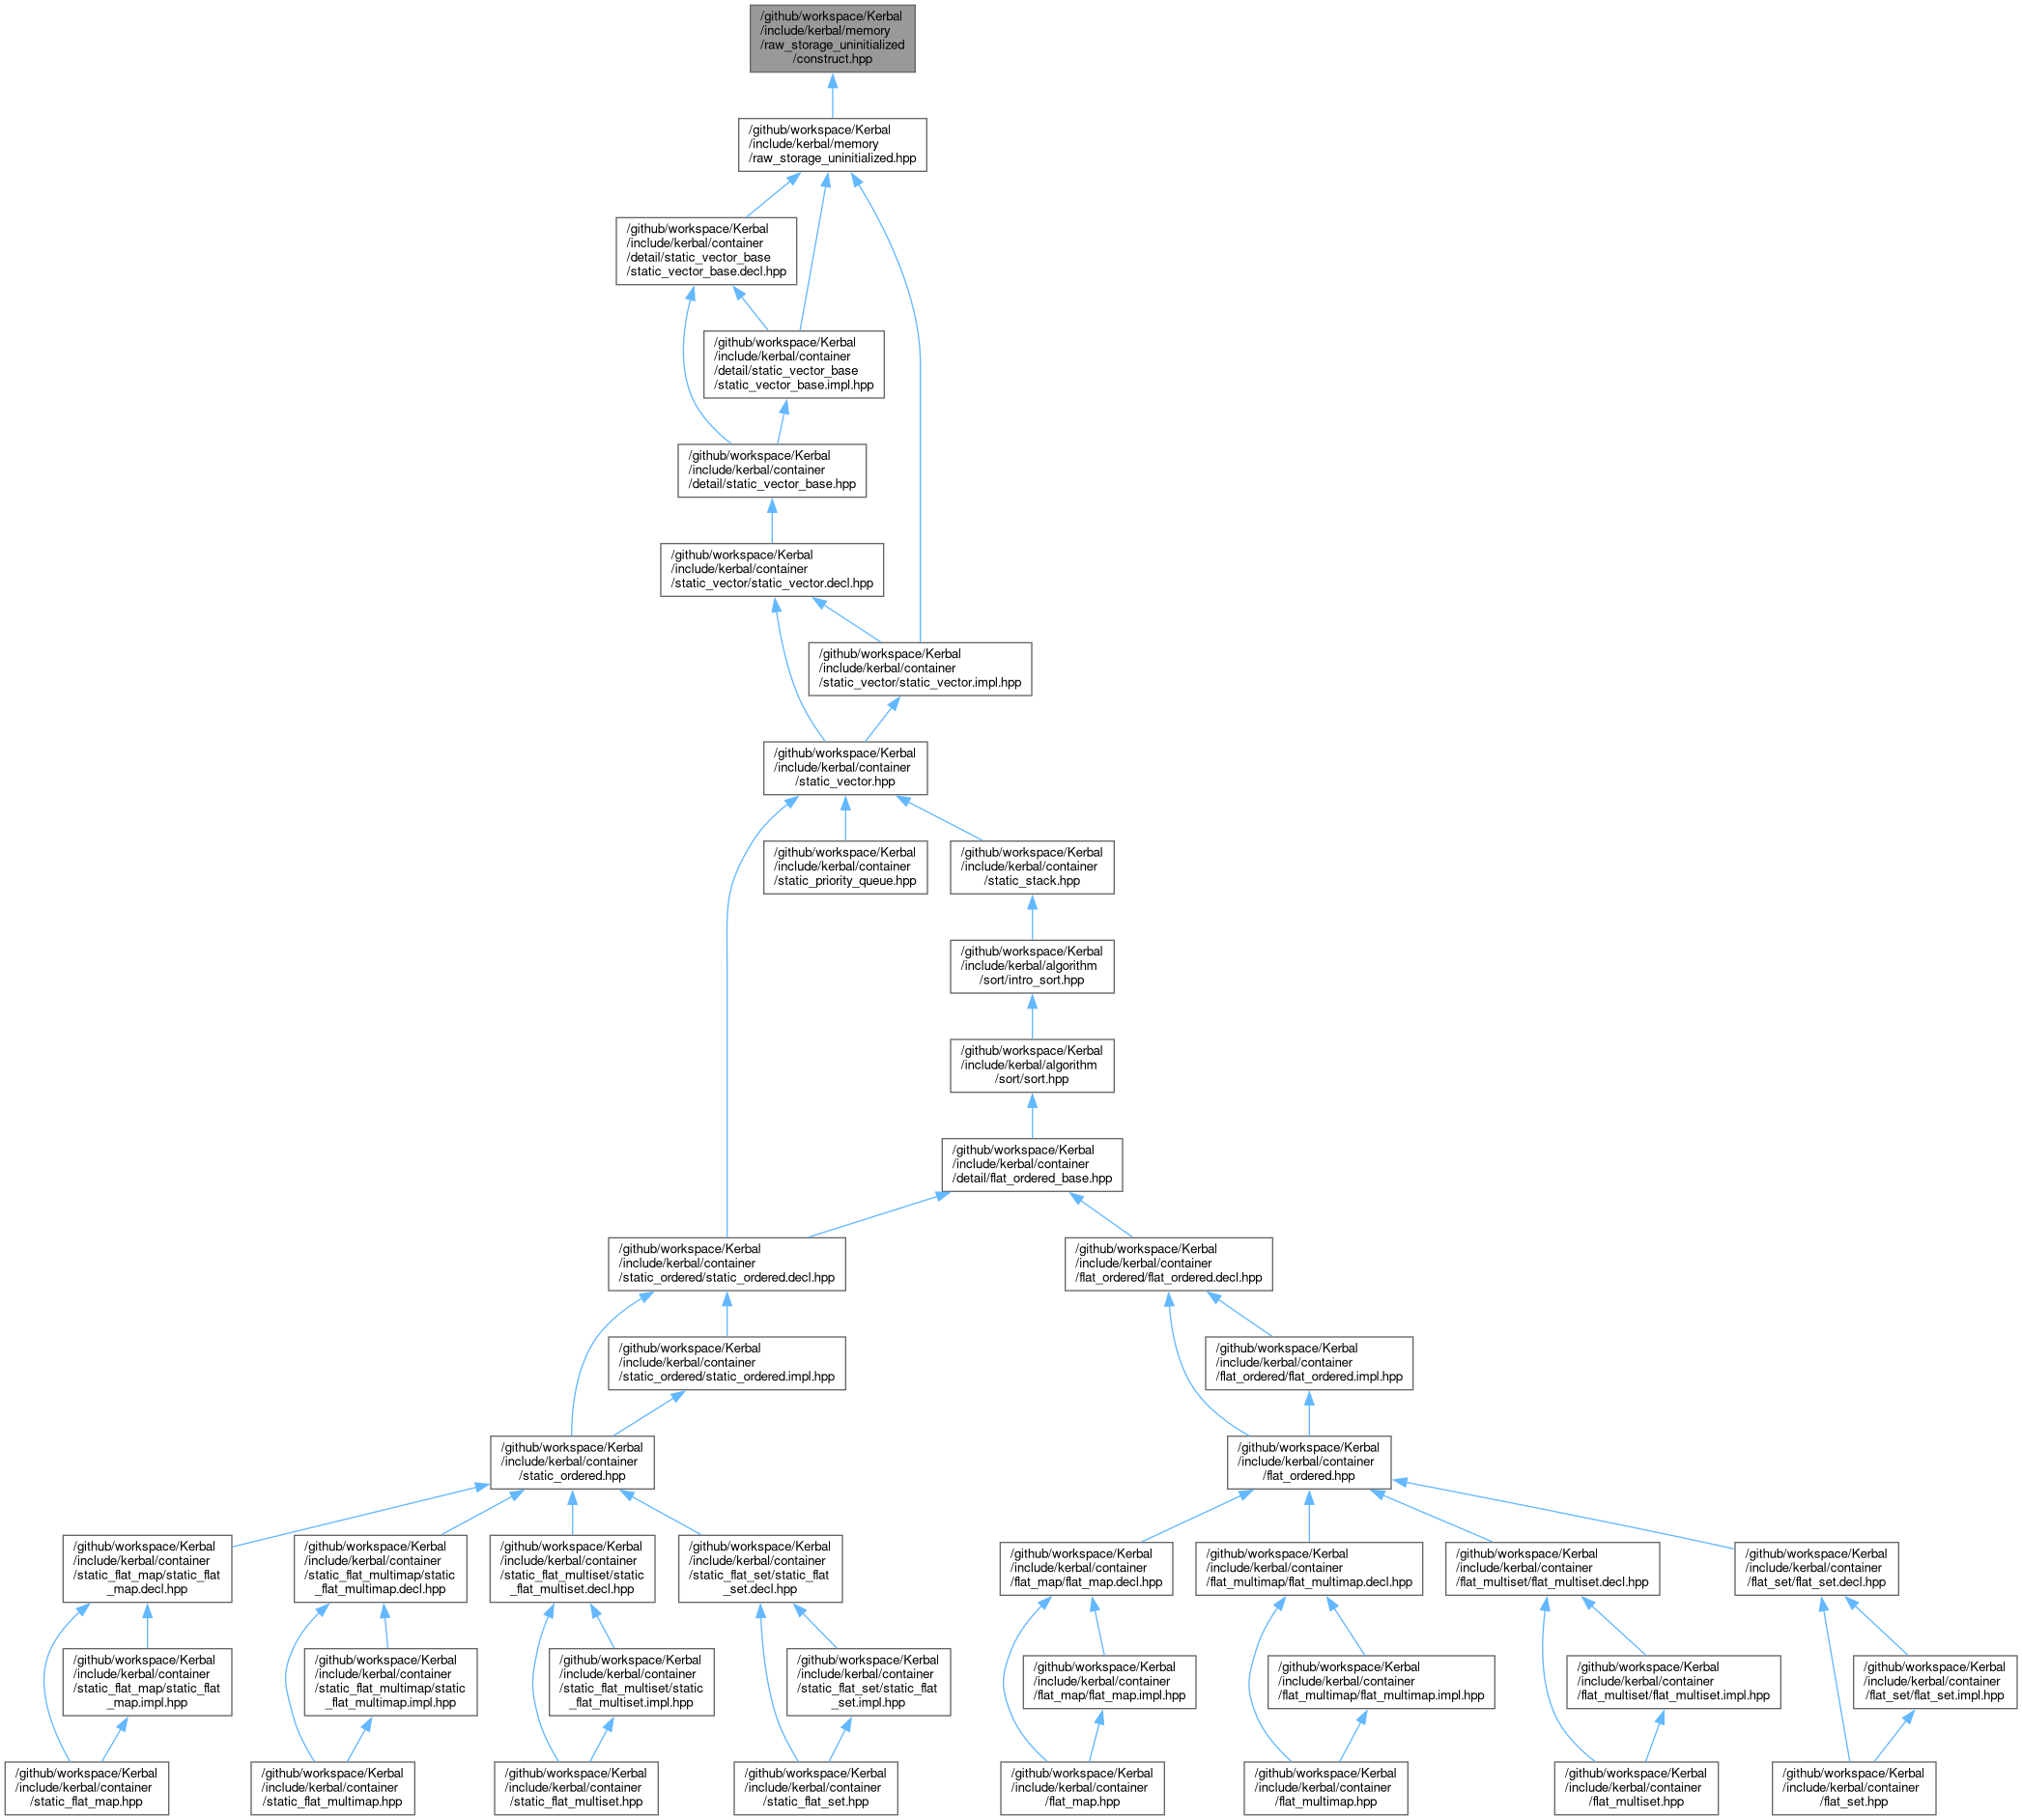 /github/workspace/Kerbal
/include/kerbal/memory
/raw_storage_uninitialized
/construct.hpp
/github/workspace/Kerbal
/include/kerbal/memory
/raw_storage_uninitialized.hpp
/github/workspace/Kerbal
/include/kerbal/container
/detail/static_vector_base
/static_vector_base.decl.hpp
/github/workspace/Kerbal
/include/kerbal/container
/detail/static_vector_base
/static_vector_base.impl.hpp
/github/workspace/Kerbal
/include/kerbal/container
/detail/static_vector_base.hpp
/github/workspace/Kerbal
/include/kerbal/container
/static_vector/static_vector.decl.hpp
/github/workspace/Kerbal
/include/kerbal/container
/static_vector/static_vector.impl.hpp
/github/workspace/Kerbal
/include/kerbal/container
/static_vector.hpp
/github/workspace/Kerbal
/include/kerbal/container
/static_priority_queue.hpp
/github/workspace/Kerbal
/include/kerbal/container
/static_stack.hpp
/github/workspace/Kerbal
/include/kerbal/algorithm
/sort/intro_sort.hpp
/github/workspace/Kerbal
/include/kerbal/algorithm
/sort/sort.hpp
/github/workspace/Kerbal
/include/kerbal/container
/detail/flat_ordered_base.hpp
/github/workspace/Kerbal
/include/kerbal/container
/static_ordered/static_ordered.decl.hpp
/github/workspace/Kerbal
/include/kerbal/container
/flat_ordered/flat_ordered.decl.hpp
/github/workspace/Kerbal
/include/kerbal/container
/static_ordered/static_ordered.impl.hpp
/github/workspace/Kerbal
/include/kerbal/container
/flat_ordered/flat_ordered.impl.hpp
/github/workspace/Kerbal
/include/kerbal/container
/static_ordered.hpp
/github/workspace/Kerbal
/include/kerbal/container
/flat_ordered.hpp
/github/workspace/Kerbal
/include/kerbal/container
/static_flat_map/static_flat
_map.decl.hpp
/github/workspace/Kerbal
/include/kerbal/container
/static_flat_multimap/static
_flat_multimap.decl.hpp
/github/workspace/Kerbal
/include/kerbal/container
/static_flat_multiset/static
_flat_multiset.decl.hpp
/github/workspace/Kerbal
/include/kerbal/container
/static_flat_set/static_flat
_set.decl.hpp
/github/workspace/Kerbal
/include/kerbal/container
/flat_map/flat_map.decl.hpp
/github/workspace/Kerbal
/include/kerbal/container
/flat_multimap/flat_multimap.decl.hpp
/github/workspace/Kerbal
/include/kerbal/container
/flat_multiset/flat_multiset.decl.hpp
/github/workspace/Kerbal
/include/kerbal/container
/flat_set/flat_set.decl.hpp
/github/workspace/Kerbal
/include/kerbal/container
/static_flat_map/static_flat
_map.impl.hpp
/github/workspace/Kerbal
/include/kerbal/container
/static_flat_multimap/static
_flat_multimap.impl.hpp
/github/workspace/Kerbal
/include/kerbal/container
/static_flat_multiset/static
_flat_multiset.impl.hpp
/github/workspace/Kerbal
/include/kerbal/container
/static_flat_set/static_flat
_set.impl.hpp
/github/workspace/Kerbal
/include/kerbal/container
/flat_map/flat_map.impl.hpp
/github/workspace/Kerbal
/include/kerbal/container
/flat_multimap/flat_multimap.impl.hpp
/github/workspace/Kerbal
/include/kerbal/container
/flat_multiset/flat_multiset.impl.hpp
/github/workspace/Kerbal
/include/kerbal/container
/flat_set/flat_set.impl.hpp
/github/workspace/Kerbal
/include/kerbal/container
/static_flat_map.hpp
/github/workspace/Kerbal
/include/kerbal/container
/static_flat_multimap.hpp
/github/workspace/Kerbal
/include/kerbal/container
/static_flat_multiset.hpp
/github/workspace/Kerbal
/include/kerbal/container
/static_flat_set.hpp
/github/workspace/Kerbal
/include/kerbal/container
/flat_map.hpp
/github/workspace/Kerbal
/include/kerbal/container
/flat_multimap.hpp
/github/workspace/Kerbal
/include/kerbal/container
/flat_multiset.hpp
/github/workspace/Kerbal
/include/kerbal/container
/flat_set.hpp